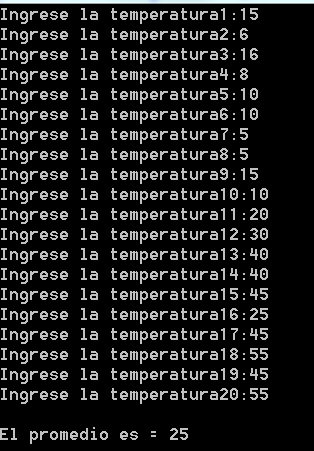 Ingrese la temperatura1:15
Ingrese la temperatura2:6
Ingrese la temperatura3:16
Ingrese la temperatura4:8
Ingrese la temperatura5:10
Ingrese la temperatura6:10
Ingrese la temperatura7:5
Ingrese la temperatura8:5
Ingrese la temperatura9:15
Ingrese la temperatura10:10
Ingrese la temperatura11:20
Ingrese la temperatura12:30
Ingrese la temperatura13:40
Ingrese la temperatura14:40
Ingrese la temperatura15:45
Ingrese la temperatura16:25
Ingrese la temperatura17:45
Ingrese la temperatura18:55
Ingrese la temperatura19:45
Ingrese la temperatura20:55
El promedio es = 25